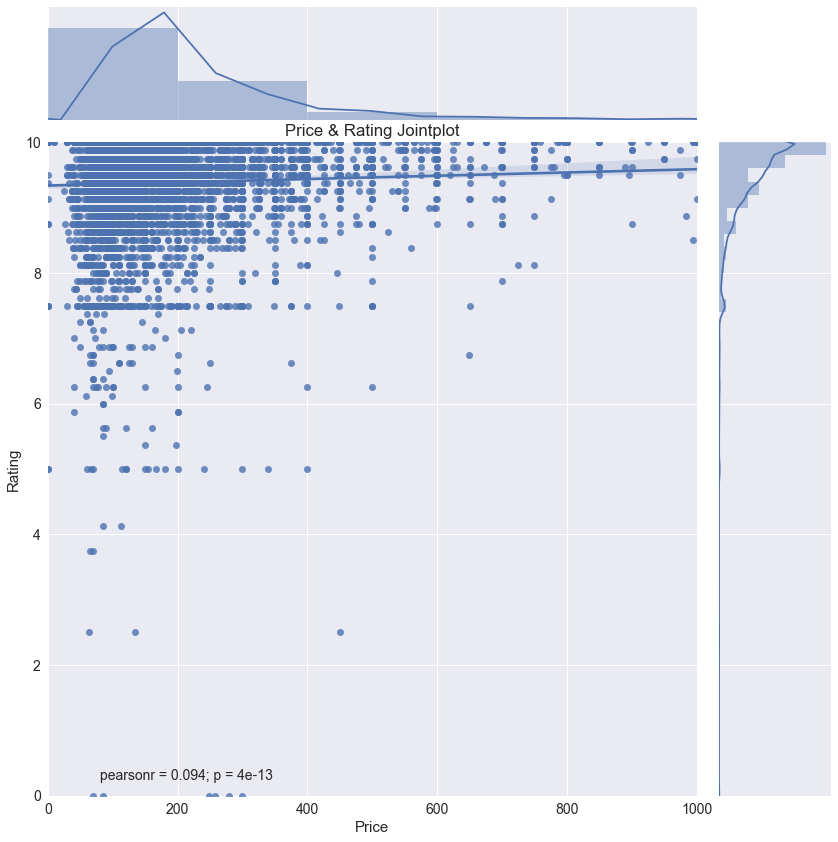 Price & Rating Jointplot
10
8
6
4
2
0
Rating
pearsonr = 0.094; p = 4e-13
0 200 400 600 800 1000
Price